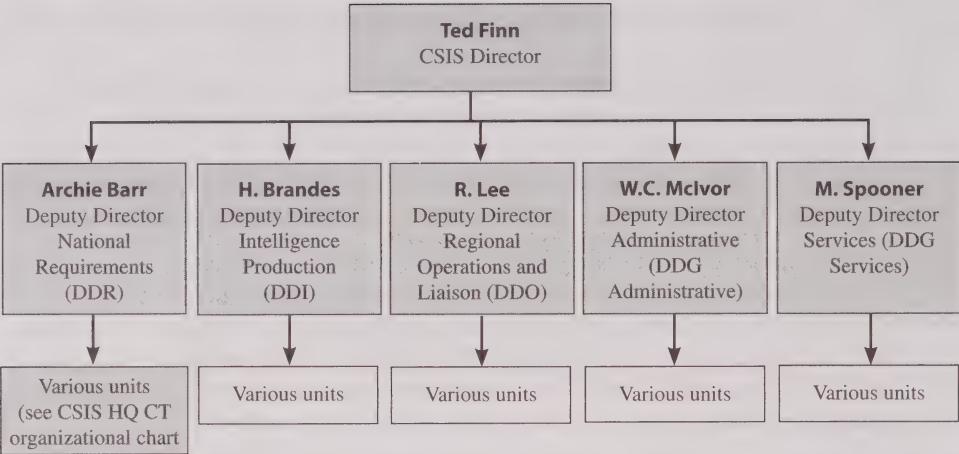 Ted Finn
CSIS Director
Archie Barr
Deputy Director
National
Requirements
(DDR)
H. Brandes
Deputy Director
Intelligence
Production
(DDI)
R. Lee
Deputy Director
Regional
Operations and
Liaison (DDO)
W.C. McIvor
Deputy Director
Administrative
(DDG
Administrative)
M. Spooner
Deputy Director
Services (DDG
Services)
Various units
(see CSIS HQ CT
organizational chart
Various units
Various units
Various units
Various units